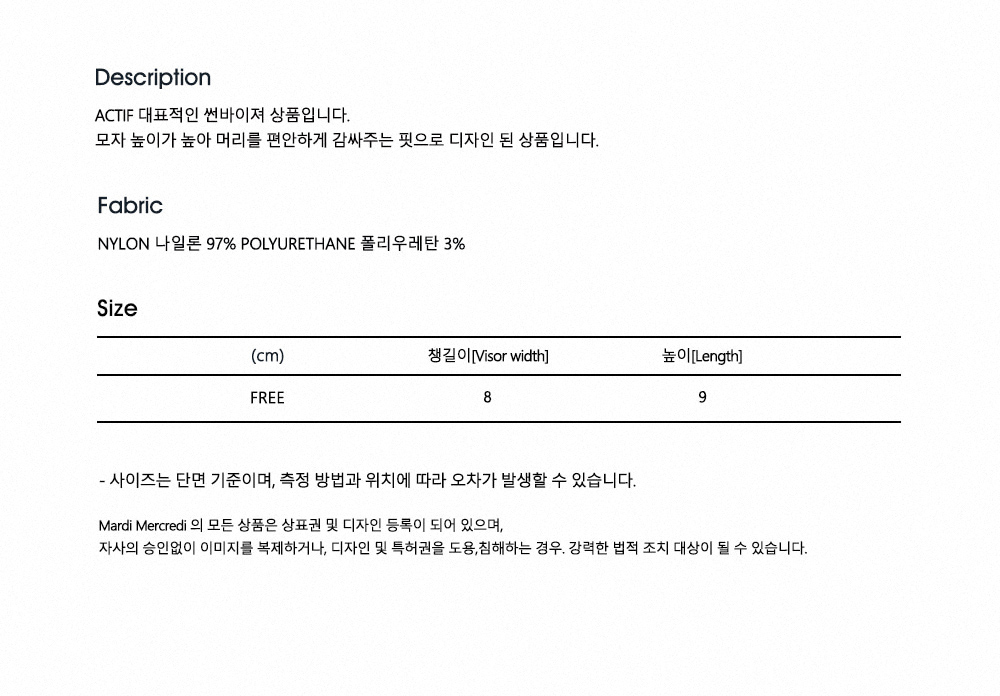 Description
ACTIF 대표적인 썬바이져 상품입니다.
모자 높이가 높아 머리를 편안하게 감싸주는 핏으로 디자인 된 상품입니다.
Fabric
NYLON 나일론 97% POLYURETHANE 폴리우레탄 3%
Size
(cm) 챙길이[Visor width] 높이[Length]
FREE 8 9
- 사이즈는 단면 기준이며, 측정 방법과 위치에 따라 오차가 발생할 수 있습니다.
Mardi Mercredi 의 모든 상품은 상표권 및 디자인 등록이 되어 있으며,
자사의 승인없이 이미지를 복제하거나, 디자인 및 특허권을 도용,침해하는 경우. 강력한 법적 조치 대상이 될 수 있습니다.